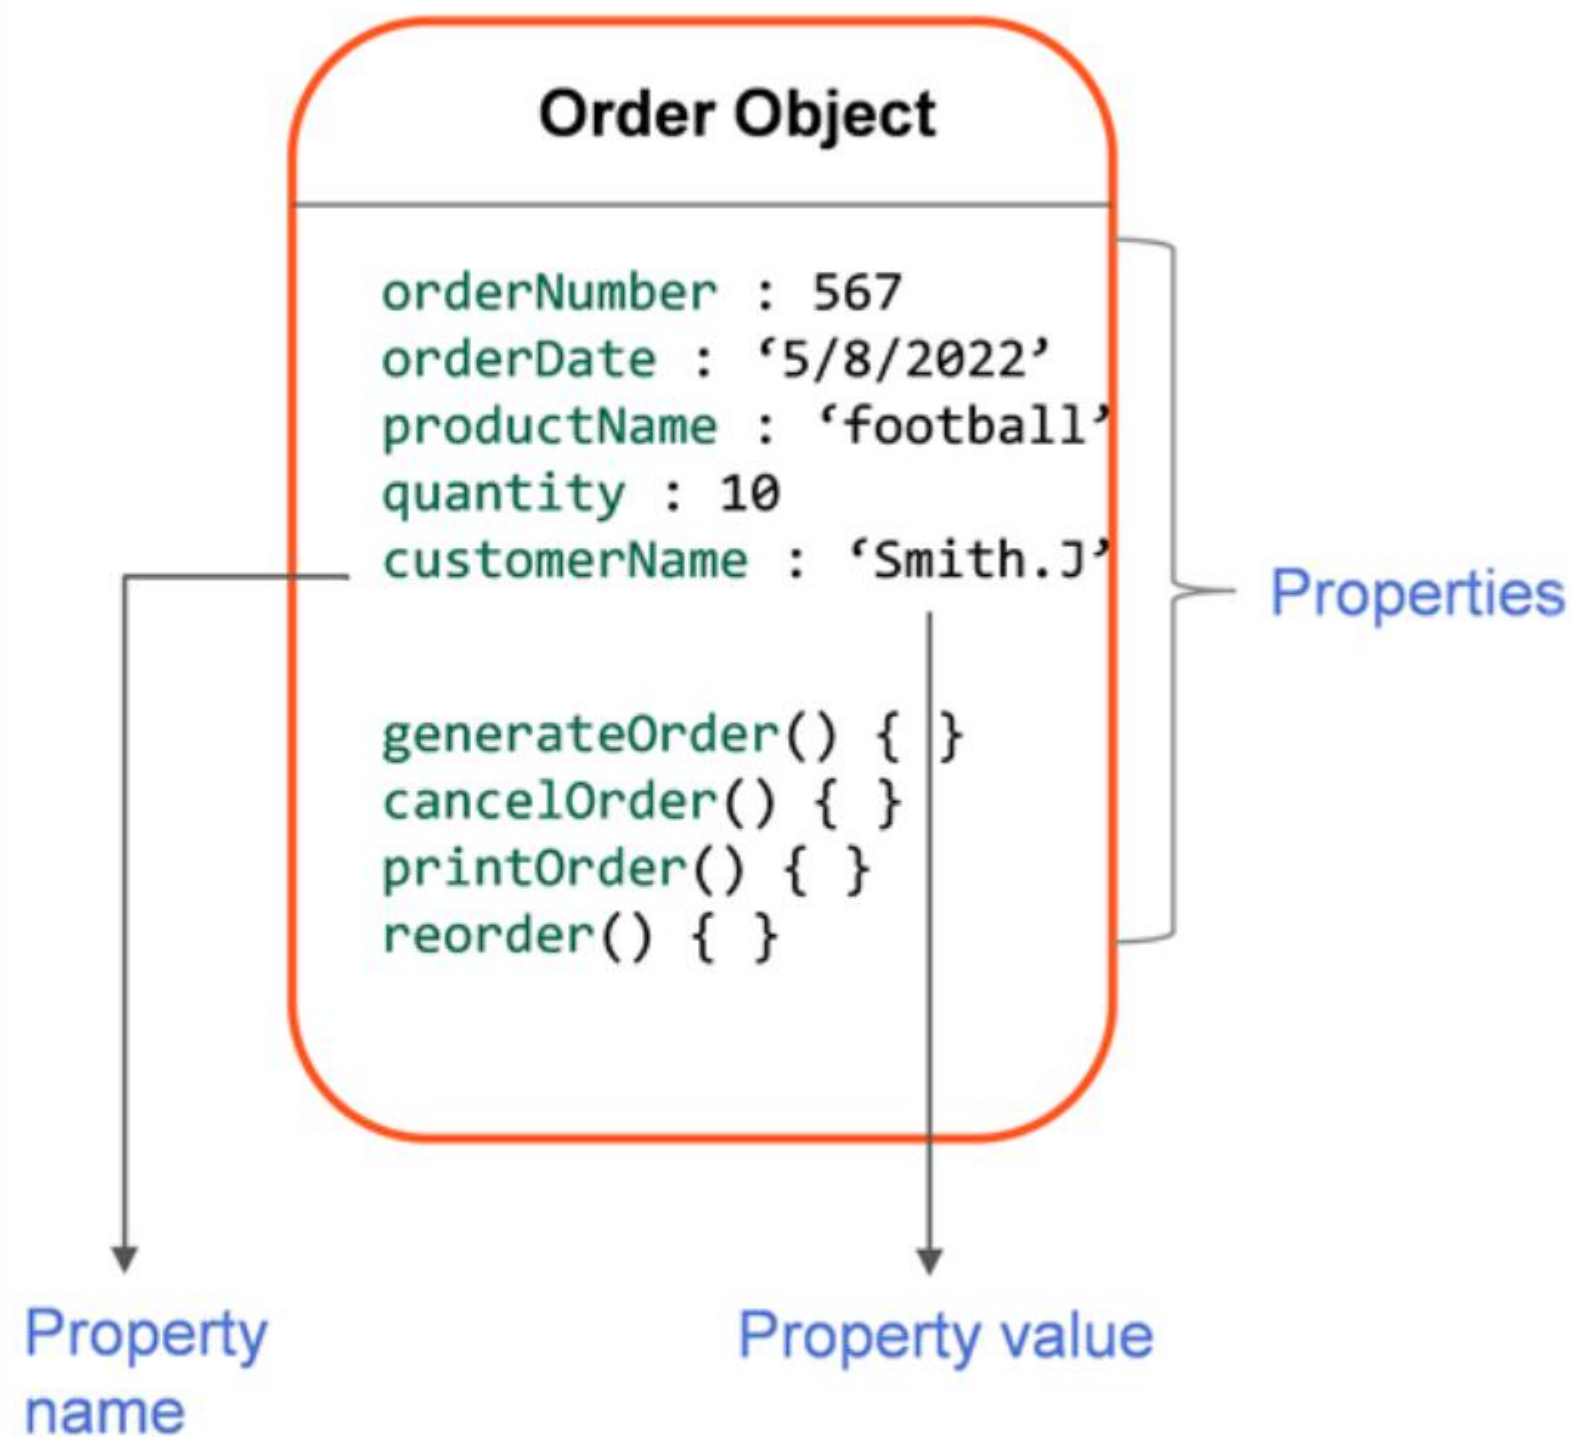 Order Object
orderNumber : 567
orderDate : ‘5/8/2022’
productName : ‘football’
quantity : 10
customerName : ‘Smith.J’
Properties
generateOrder() { }
cancelOrder() { }
printOrder() { }
reorder() { }
Property
name
Property value